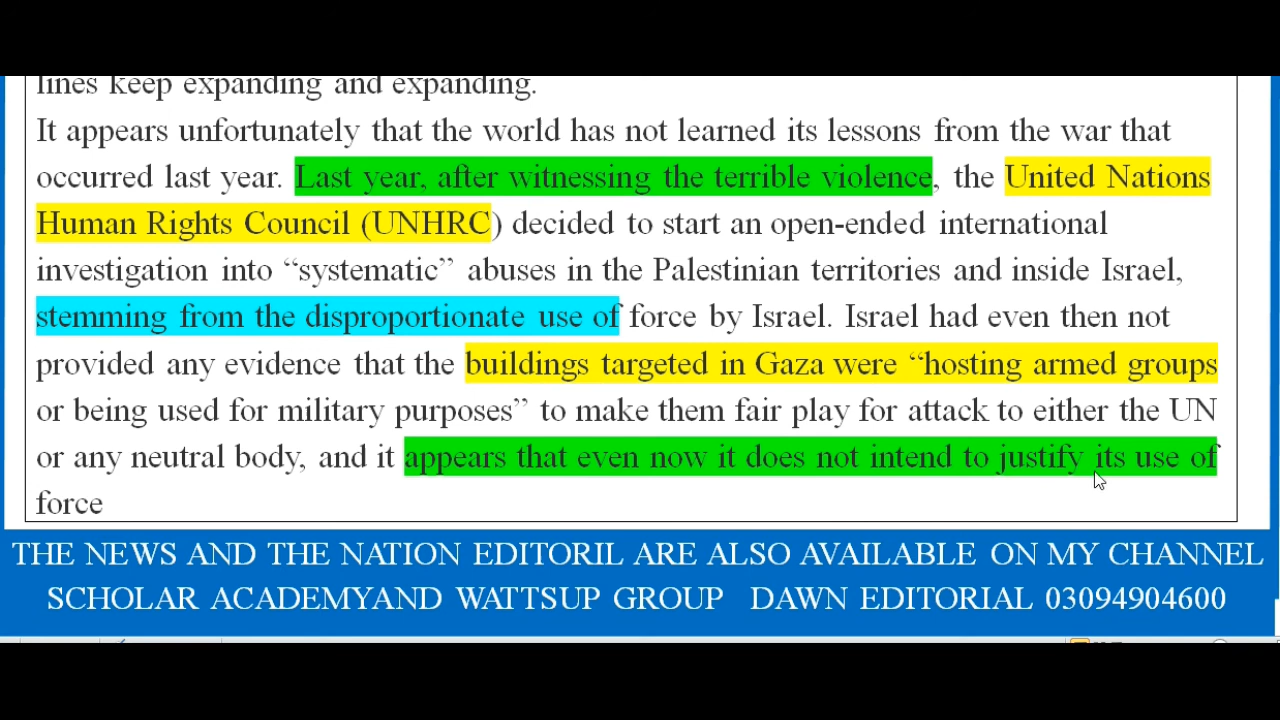 lines keep expanding and expanding.
It appears unfortunately that the world has not learned its lessons from the war that
occurred last year. Last year, after witnessing the terrible violence, the United Nations
Human Rights Council (UNHRC) decided to start an open-ended international
investigation into “systematic” abuses in the Palestinian territories and inside Israel,
stemming from the disproportionate use of force by Israel. Israel had even then not
provided any evidence that the buildings targeted in Gaza were “hosting armed groups
or being used for military purposes” to make them fair play for attack to either the UN
or any neutral body, and it appears that even now it does not intend to justify its use of
force
THE NEWS AND THE NATION EDITORIL ARE ALSO AVAILABLE ON MY CHANNEL
SCHOLAR ACADEMYAND WATTSUP GROUP DAWN EDITORIAL 03094904600